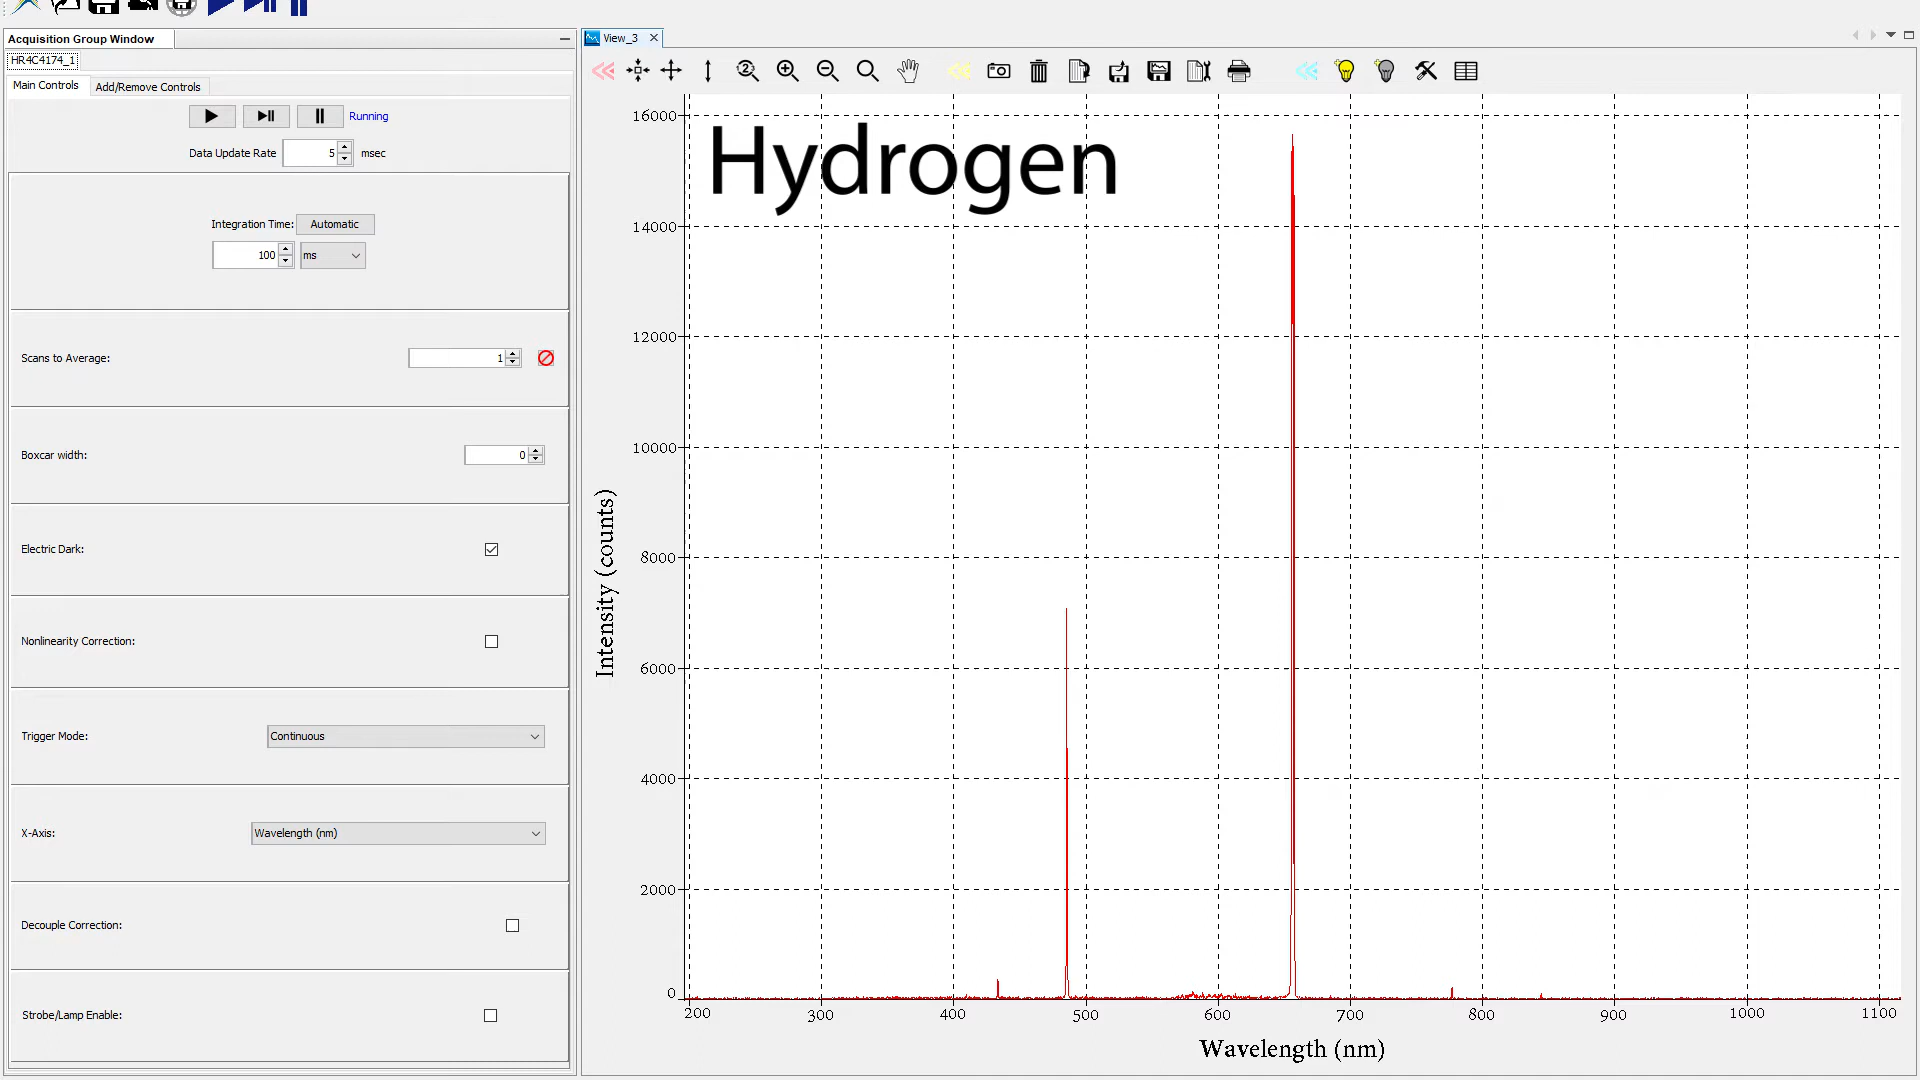 Acquisition Group Window
View_3
HR4C4174_1
Main Controls
Add/Remove Controls
Running
Data Update Rate 5 msec
Integration Time: Automatic
100 ms
Scans to Average: 1
Boxcar width: 0
Electric Dark:
Nonlinearity Correction:
Trigger Mode: Continuous
X-Axis: Wavelength (nm)
Decouple Correction:
Strobe/Lamp Enable:
Hydrogen
16000
14000
12000
10000
8000
6000
4000
2000
0
Intensity (counts)
200 300 400 500 600 700 800 900 1000 1100
Wavelength (nm)